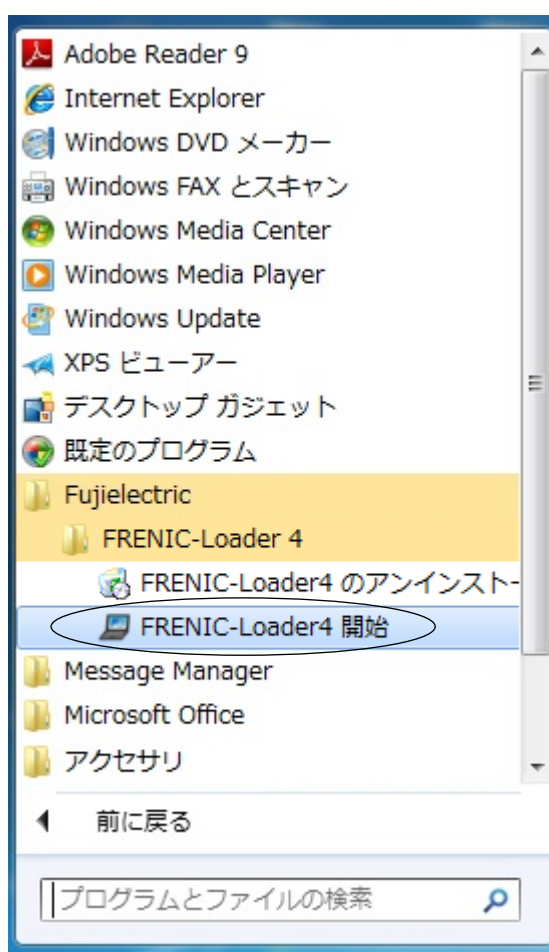 Adobe Reader 9
Internet Explorer
Windows DVD メーカー
Windows FAX とスキャン
Windows Media Center
Windows Media Player
Windows Update
XPS ビューアー
デスクトップ ガジェット
既定のプログラム
Fujielectric
FRENIC-Loader 4
FRENIC-Loader4 のアンインスト-
FRENIC-Loader4 開始
Message Manager
Microsoft Office
アクセサリ
前に戻る
プログラムとファイルの検索